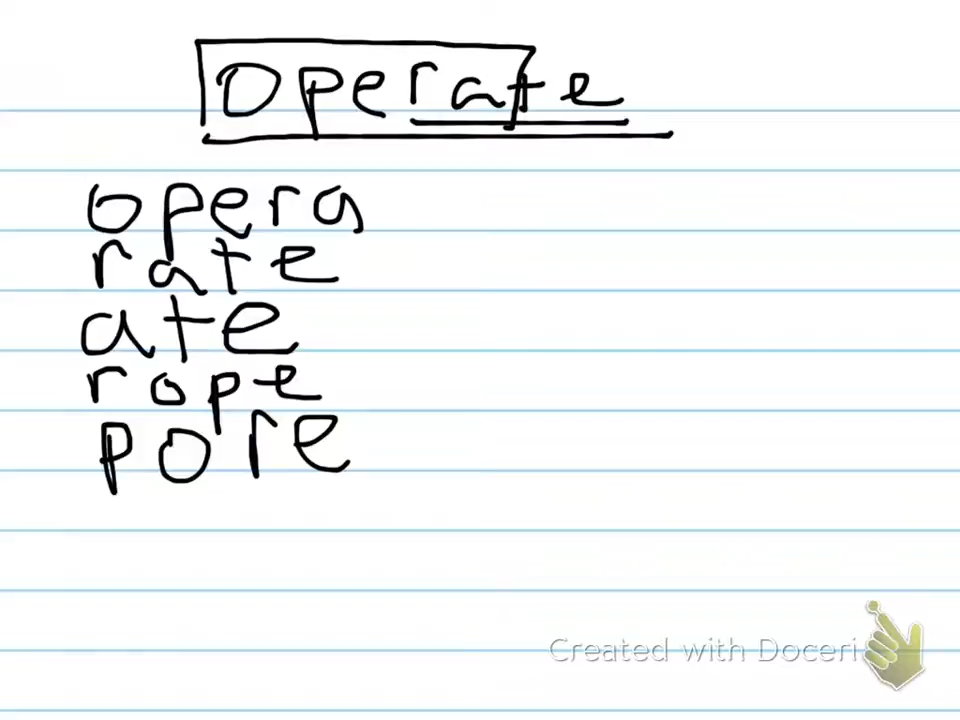 Operate
opera
rate
ate
rope
pore
Created with Doceri